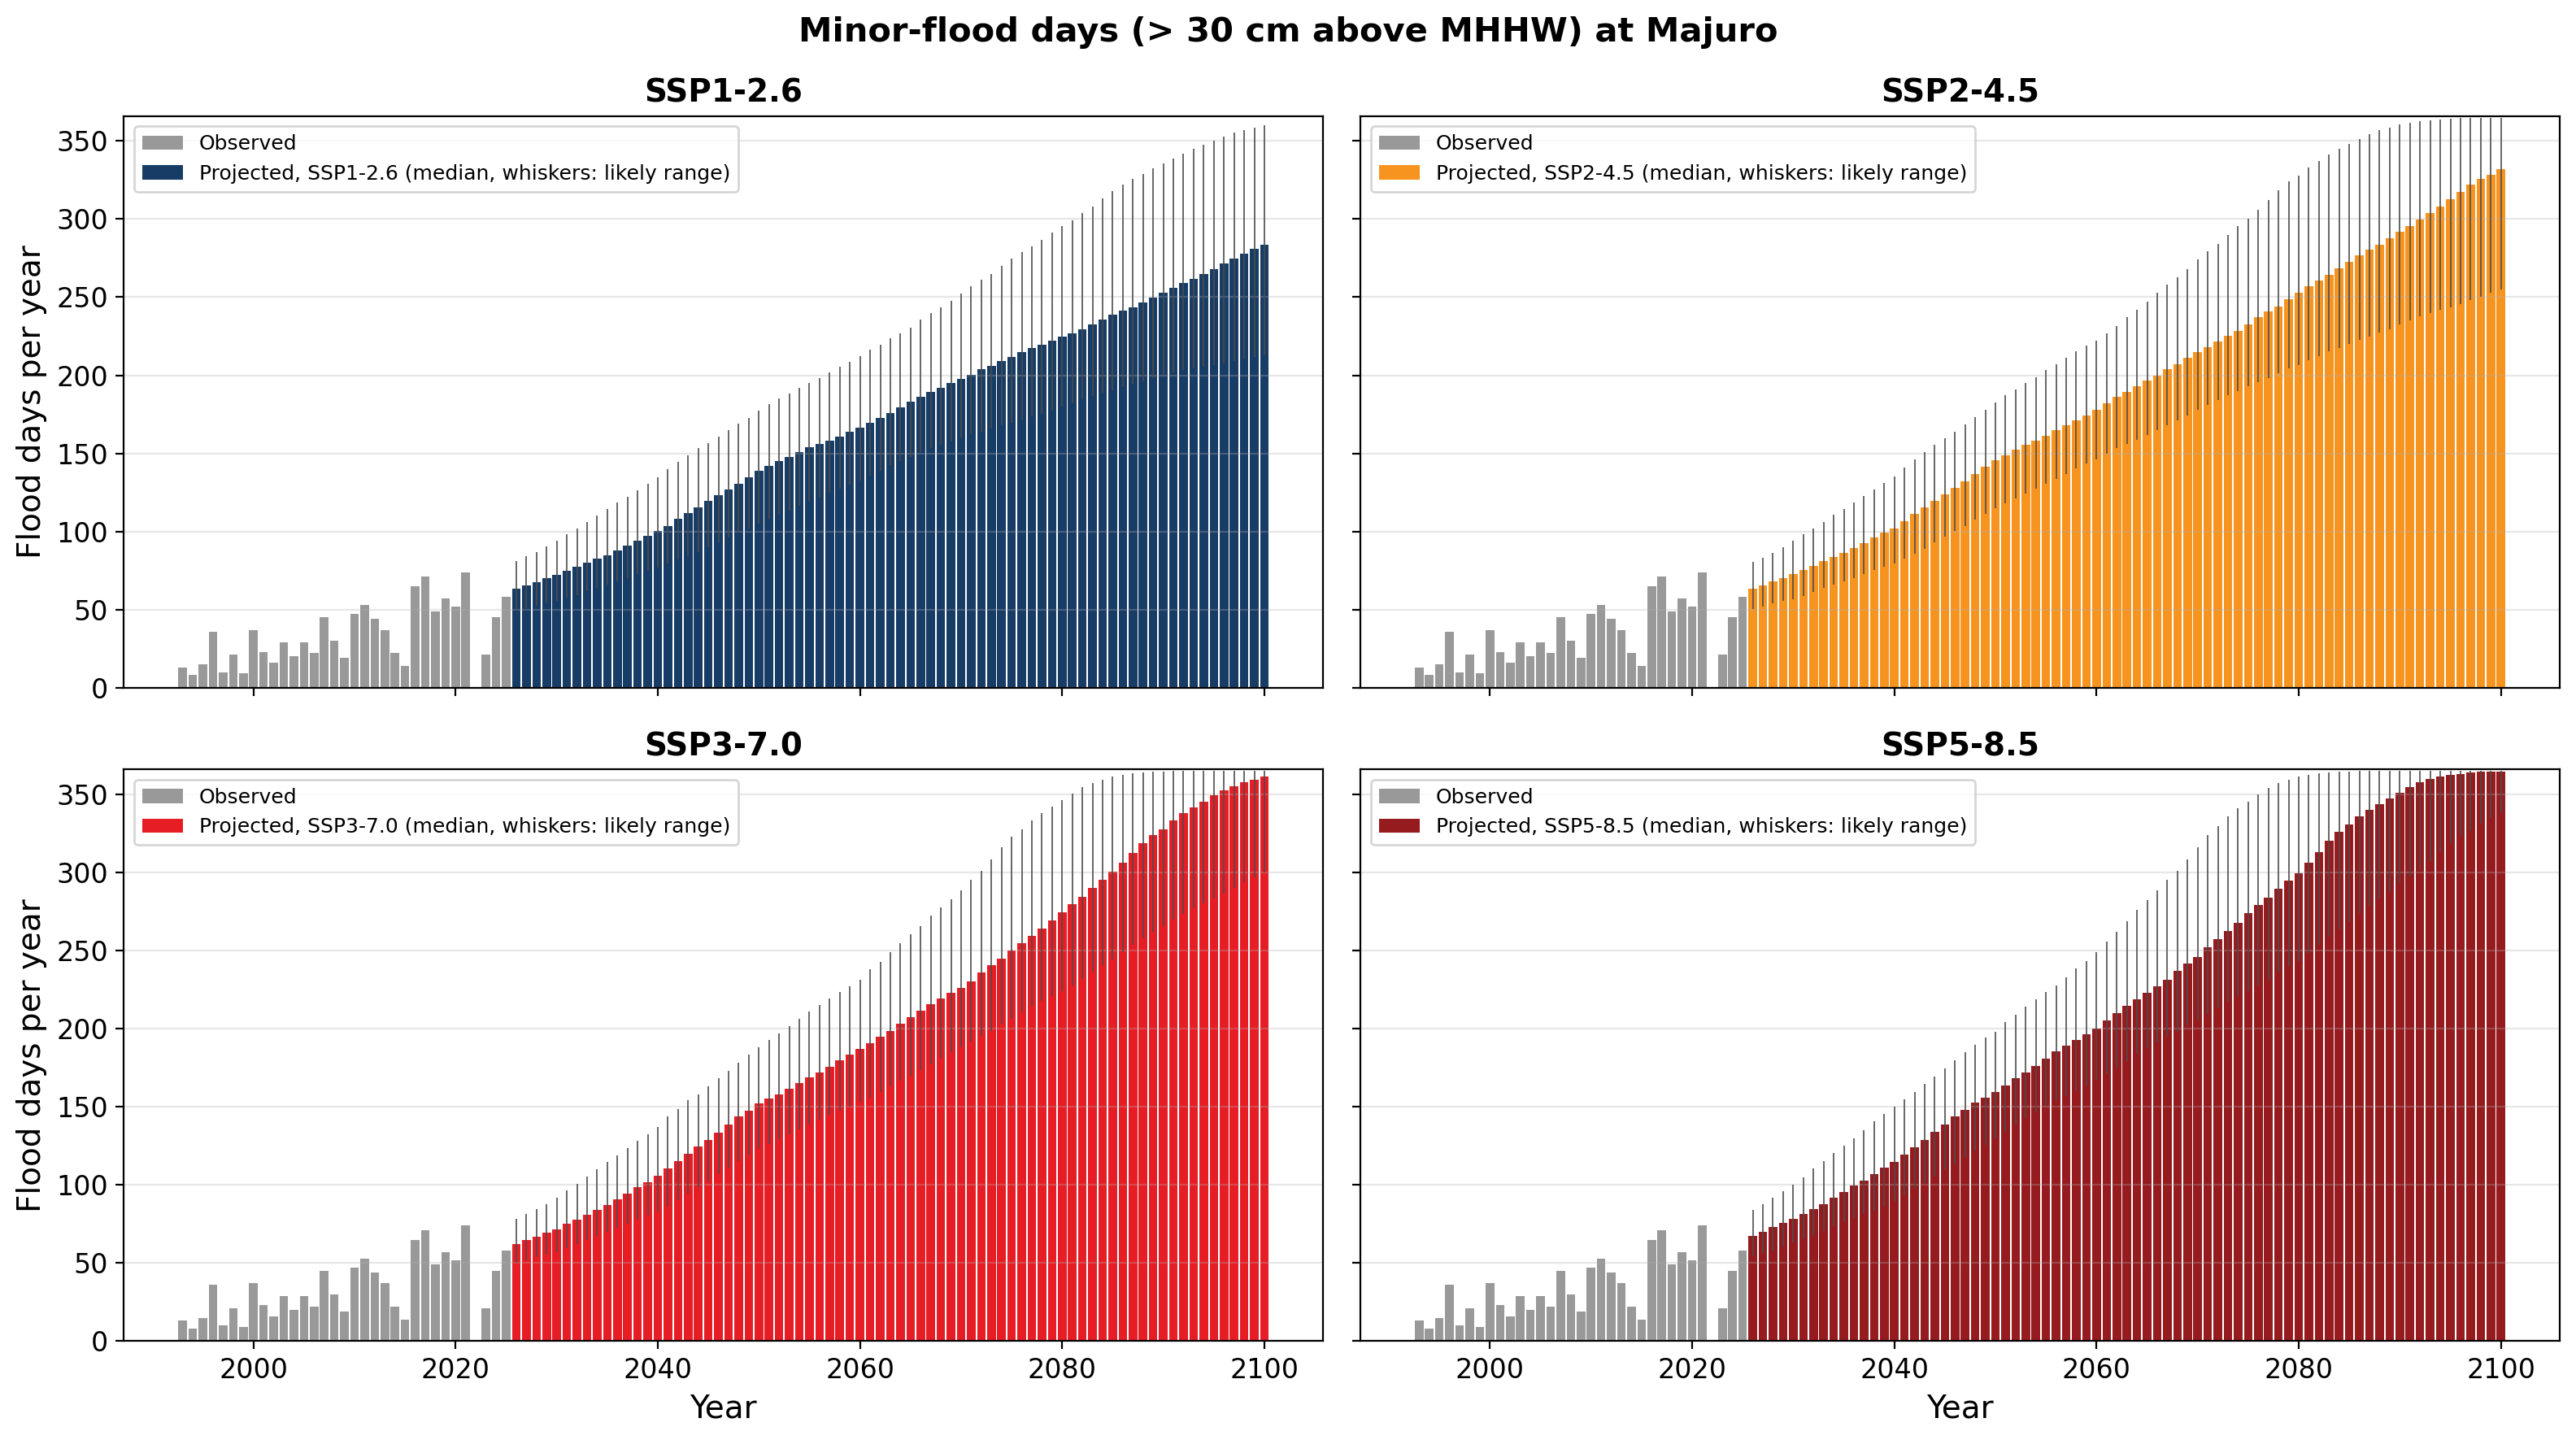 Minor-flood days (> 30 cm above MHHW) at Majuro
SSP1-2.6
Observed
Projected, SSP1-2.6 (median, whiskers: likely range)
Flood days per year
350
300
250
200
150
100
50
0
SSP2-4.5
Observed
Projected, SSP2-4.5 (median, whiskers: likely range)
SSP3-7.0
Observed
Projected, SSP3-7.0 (median, whiskers: likely range)
Flood days per year
350
300
250
200
150
100
50
0
2000 2020 2040 2060 2080 2100
Year
SSP5-8.5
Observed
Projected, SSP5-8.5 (median, whiskers: likely range)
2000 2020 2040 2060 2080 2100
Year